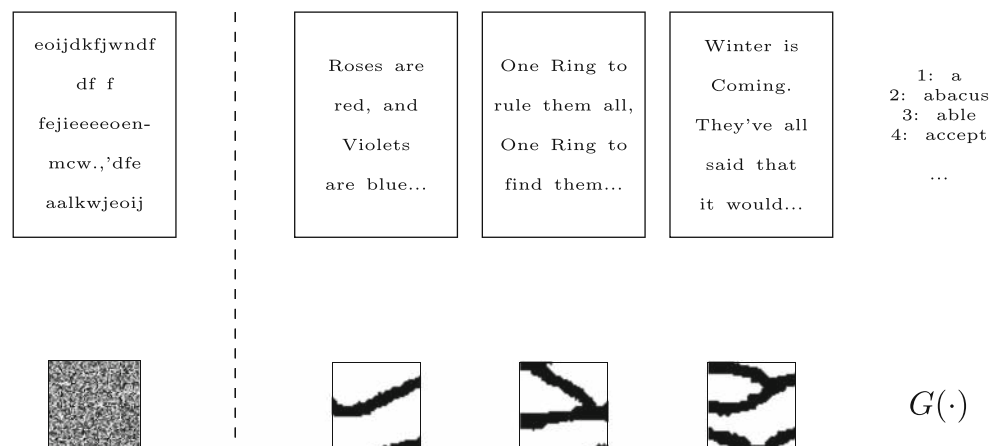 eoijdkfjwndf
df f
fejieeeeoen-
mcw.,'dfe
aalkwjeoij
Roses are
red, and
Violets
are blue...
One Ring to
rule them all,
One Ring to
find them...
Winter is
Coming.
They've all
said that
it would...
1: a
2: abacus
3: able
4: accept
...
G(·)